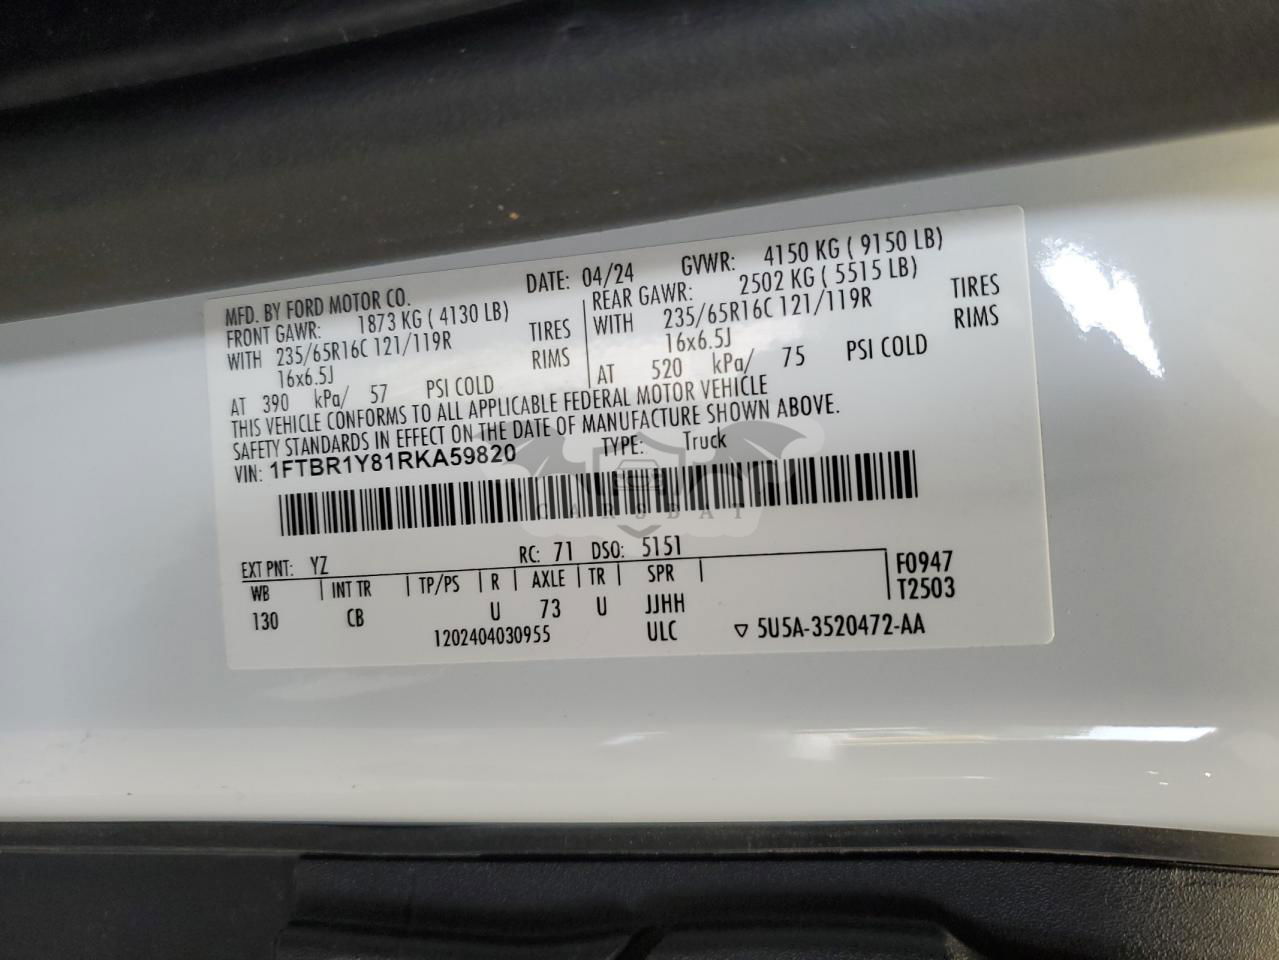 MFD. BY FORD MOTOR CO. DATE: 04/24 GVWR: 4150 KG ( 9150 LB)
FRONT GAWR: 1873 KG ( 4130 LB) REAR GAWR: 2502 KG ( 5515 LB)
WITH 235/65R16C 121/119R TIRES WITH 235/65R16C 121/119R TIRES
16x6.5J RIMS 16x6.5J RIMS
AT 390 kPa/ 57 PSI COLD AT 520 kPa/ 75 PSI COLD
THIS VEHICLE CONFORMS TO ALL APPLICABLE FEDERAL MOTOR VEHICLE
SAFETY STANDARDS IN EFFECT ON THE DATE OF MANUFACTURE SHOWN ABOVE.
VIN: 1FTBR1Y81RKA59820 TYPE: Truck
CARSBAT
EXT PNT: YZ RC: 71 DSO: 5151
WB INT TR TP/PS R AXLE TR SPR F0947
130 CB U 73 U JJHH T2503
1202404030955 ULC ▽ 5U5A-3520472-AA